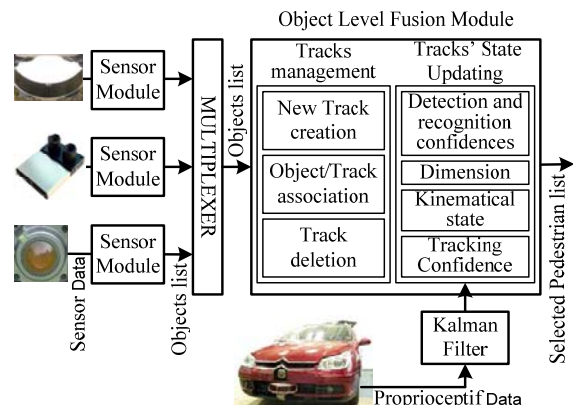 Object Level Fusion Module
Sensor
Module
Sensor
Module
Sensor
Module
Sensor Data
Objects list
MULTIPLEXER
Objects list
Tracks
management
New Track
creation
Object/Track
association
Track
deletion
Tracks' State
Updating
Detection and
recognition
confidences
Dimension
Kinematical
state
Tracking
Confidence
Selected Pedestrian list
Kalman
Filter
Proprioceptif Data